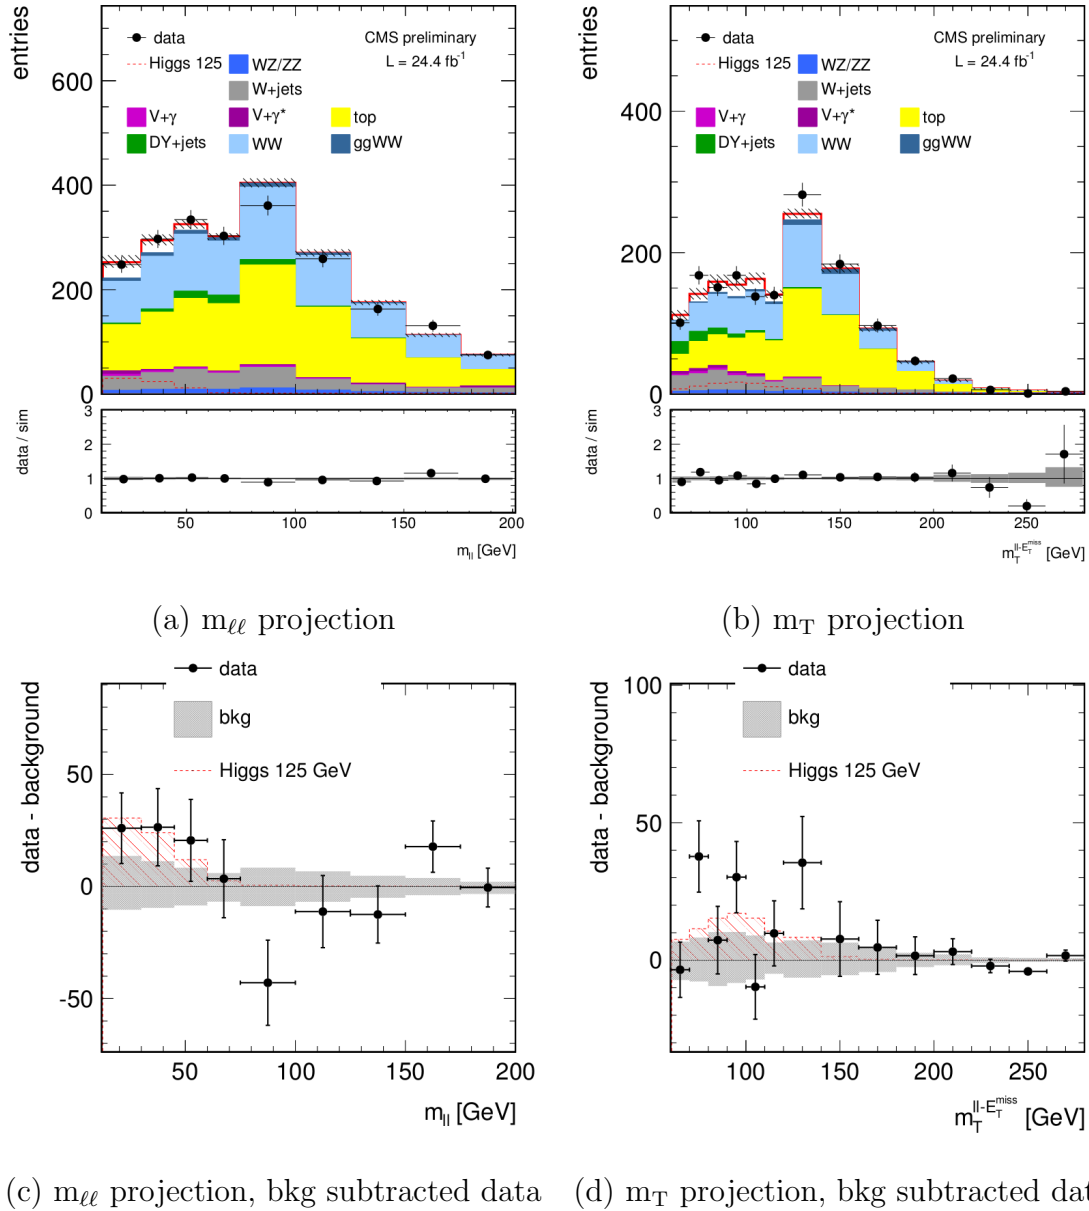 entries
600
400
200
0
data
Higgs 125
CMS preliminary
L = 24.4 fb⁻¹
WZ/ZZ
W+jets
V+γ
V+γ*
top
DY+jets
WW
ggWW
data / sim
3
2
1
0
50
100
150
200
m_ll [GeV]
(a) m_ℓℓ projection
entries
400
200
0
data
Higgs 125
CMS preliminary
L = 24.4 fb⁻¹
WZ/ZZ
W+jets
V+γ
V+γ*
top
DY+jets
WW
ggWW
data / sim
3
2
1
0
100
150
200
250
m_T^{ll-E_T^miss} [GeV]
(b) m_T projection
data - background
50
0
-50
data
bkg
Higgs 125 GeV
50
100
150
200
m_ll [GeV]
(c) m_ℓℓ projection, bkg subtracted data
data - background
100
50
0
data
bkg
Higgs 125 GeV
100
150
200
250
m_T^{ll-E_T^miss} [GeV]
(d) m_T projection, bkg subtracted dat